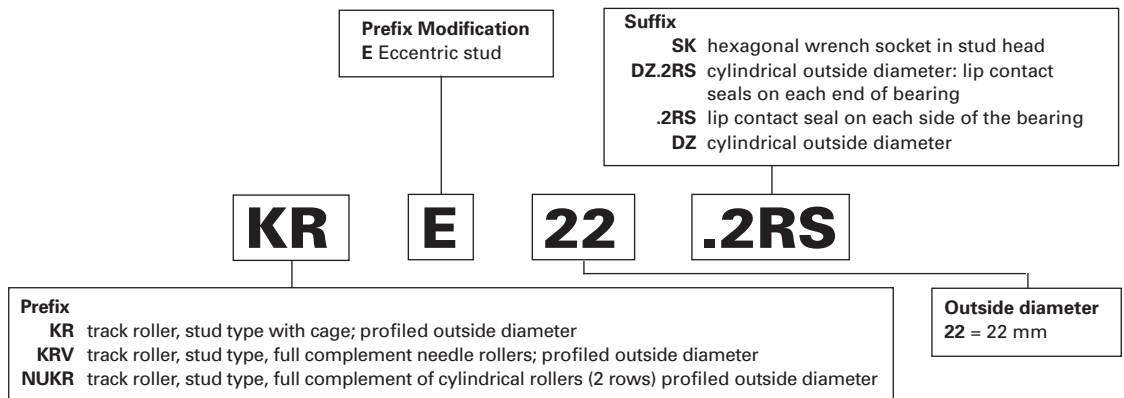 Prefix Modification
E Eccentric stud
Suffix
SK hexagonal wrench socket in stud head
DZ.2RS cylindrical outside diameter: lip contact
seals on each end of bearing
.2RS lip contact seal on each side of the bearing
DZ cylindrical outside diameter
KR E 22 .2RS
Prefix
KR track roller, stud type with cage; profiled outside diameter
KRV track roller, stud type, full complement needle rollers; profiled outside diameter
NUKR track roller, stud type, full complement of cylindrical rollers (2 rows) profiled outside diameter
Outside diameter
22 = 22 mm